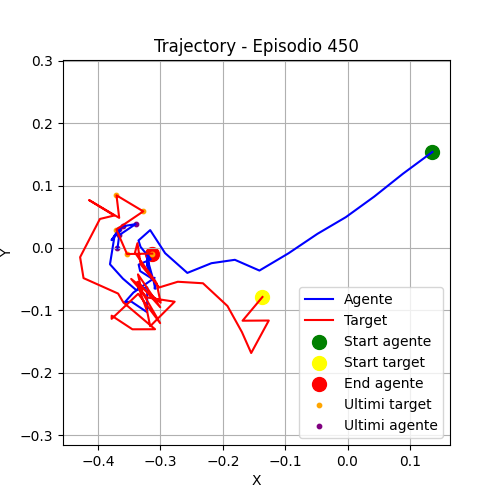 Trajectory - Episodio 450
0.3
0.2
0.1
0.0
−0.1
−0.2
−0.3
Y
−0.4
−0.3
−0.2
−0.1
0.0
0.1
X
Agente
Target
Start agente
Start target
End agente
Ultimi target
Ultimi agente